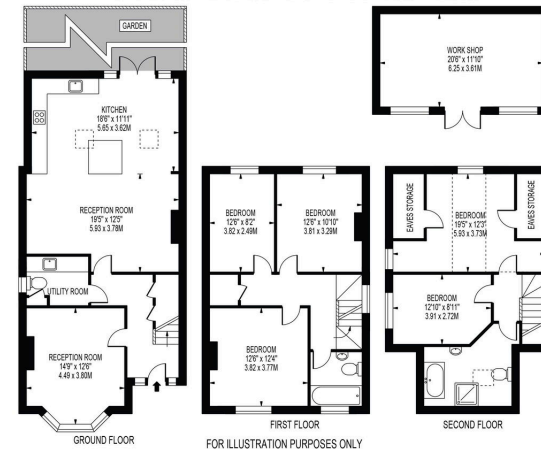 GARDEN
KITCHEN
18'6" x 11'11"
5.65 x 3.62M
RECEPTION ROOM
19'5" x 12'5"
5.93 x 3.78M
UTILITY ROOM
RECEPTION ROOM
14'9" x 12'6"
4.49 x 3.80M
GROUND FLOOR
BEDROOM
12'6" x 8'2"
3.82 x 2.49M
BEDROOM
12'6" x 10'10"
3.81 x 3.29M
BEDROOM
12'6" x 12'4"
3.82 x 3.77M
FIRST FLOOR
WORK SHOP
20'6" x 11'10"
6.25 x 3.61M
EAVES STORAGE
BEDROOM
19'5" x 12'3"
5.93 x 3.73M
EAVES STORAGE
BEDROOM
12'10" x 8'11"
3.91 x 2.72M
SECOND FLOOR
FOR ILLUSTRATION PURPOSES ONLY